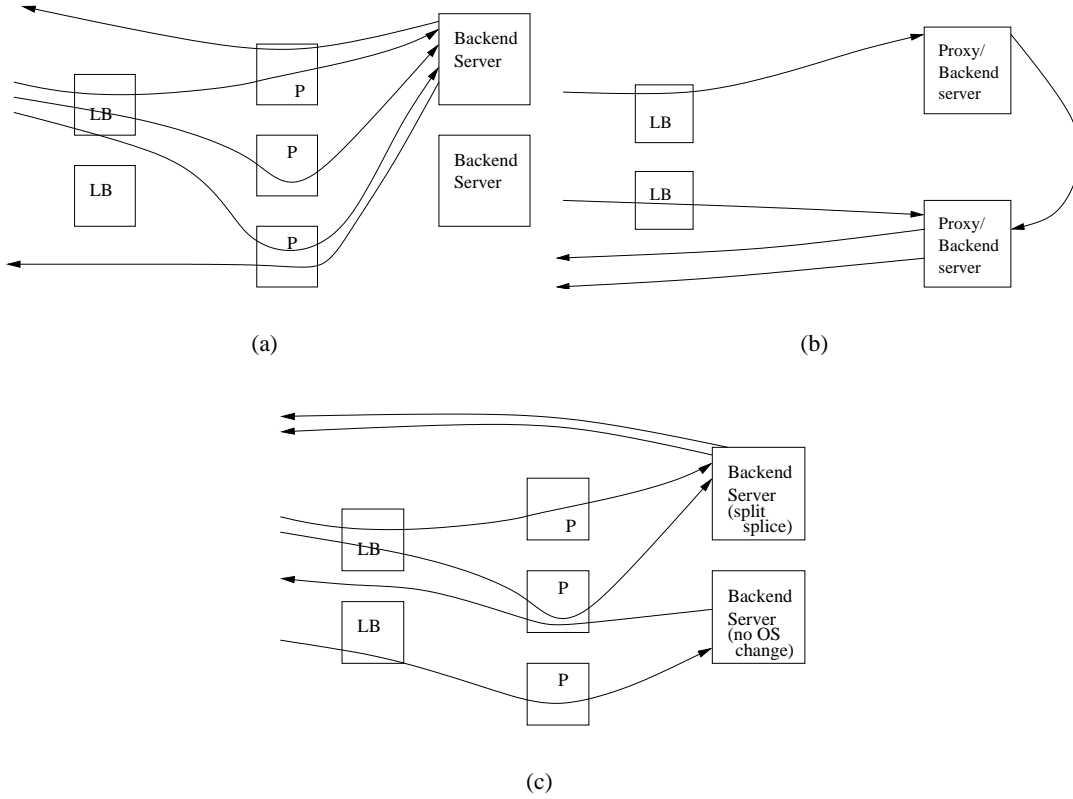 Backend
Server
P
LB
P
Backend
Server
LB
P
(a)
Proxy/
Backend
server
LB
LB
Proxy/
Backend
server
(b)
Backend
Server
(split
splice)
P
LB
P
Backend
Server
(no OS
change)
LB
P
(c)